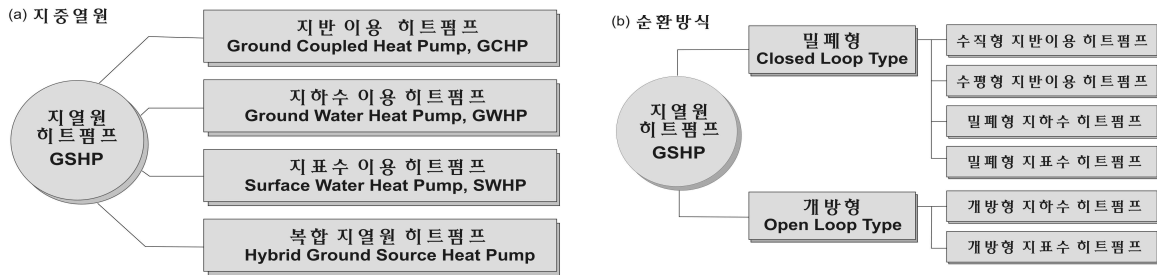 (a) 지중열원
지열원
히트펌프
GSHP
지반 이용 히트펌프
Ground Coupled Heat Pump, GCHP
지하수 이용 히트펌프
Ground Water Heat Pump, GWHP
지표수 이용 히트펌프
Surface Water Heat Pump, SWHP
복합 지열원 히트펌프
Hybrid Ground Source Heat Pump
(b) 순환방식
지열원
히트펌프
GSHP
밀폐형
Closed Loop Type
수직형 지반이용 히트펌프
수평형 지반이용 히트펌프
밀폐형 지하수 히트펌프
밀폐형 지표수 히트펌프
개방형
Open Loop Type
개방형 지하수 히트펌프
개방형 지표수 히트펌프